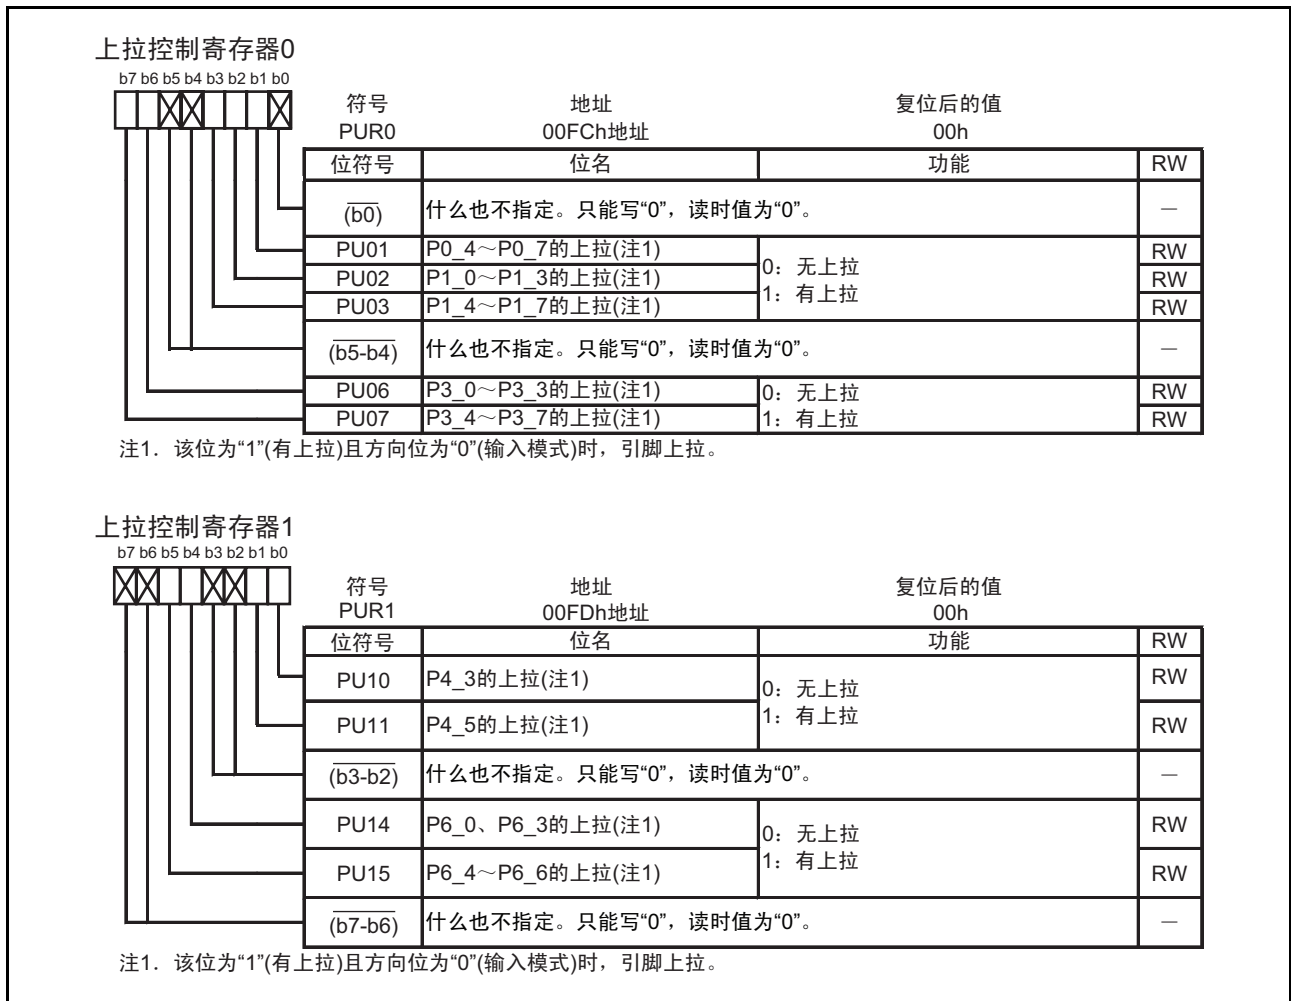 上拉控制寄存器0
b7 b6 b5 b4 b3 b2 b1 b0
符号 地址 复位后的值
PUR0 00FCh地址 00h
位符号 位名 功能 RW
(b0) 什么也不指定。只能写“0”，读时值为“0”。 —
PU01 P0_4～P0_7的上拉(注1) 0：无上拉 RW
PU02 P1_0～P1_3的上拉(注1) 1：有上拉 RW
PU03 P1_4～P1_7的上拉(注1) RW
(b5-b4) 什么也不指定。只能写“0”，读时值为“0”。 —
PU06 P3_0～P3_3的上拉(注1) 0：无上拉 RW
PU07 P3_4～P3_7的上拉(注1) 1：有上拉 RW
注1．该位为“1”(有上拉)且方向位为“0”(输入模式)时，引脚上拉。
上拉控制寄存器1
b7 b6 b5 b4 b3 b2 b1 b0
符号 地址 复位后的值
PUR1 00FDh地址 00h
位符号 位名 功能 RW
PU10 P4_3的上拉(注1) 0：无上拉 RW
PU11 P4_5的上拉(注1) 1：有上拉 RW
(b3-b2) 什么也不指定。只能写“0”，读时值为“0”。 —
PU14 P6_0、P6_3的上拉(注1) 0：无上拉 RW
PU15 P6_4～P6_6的上拉(注1) 1：有上拉 RW
(b7-b6) 什么也不指定。只能写“0”，读时值为“0”。 —
注1．该位为“1”(有上拉)且方向位为“0”(输入模式)时，引脚上拉。